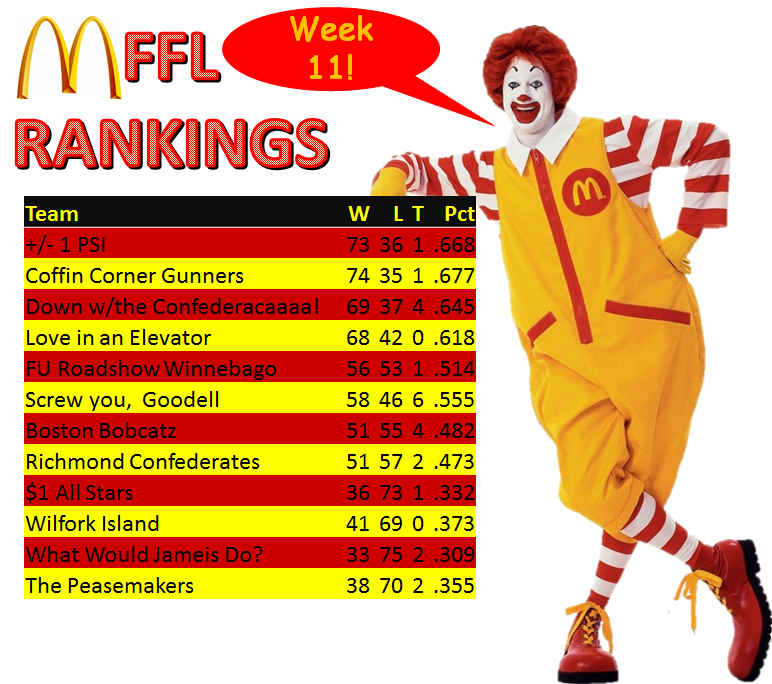 MFFL
Week
11!
RANKINGS
Team W L T Pct
+/- 1 PSI 73 36 1 .668
Coffin Corner Gunners 74 35 1 .677
Down w/the Confederacaaaa! 69 37 4 .645
Love in an Elevator 68 42 0 .618
FU Roadshow Winnebago 56 53 1 .514
Screw you, Goodell 58 46 6 .555
Boston Bobcatz 51 55 4 .482
Richmond Confederates 51 57 2 .473
$1 All Stars 36 73 1 .332
Wilfork Island 41 69 0 .373
What Would Jameis Do? 33 75 2 .309
The Peasemakers 38 70 2 .355
M